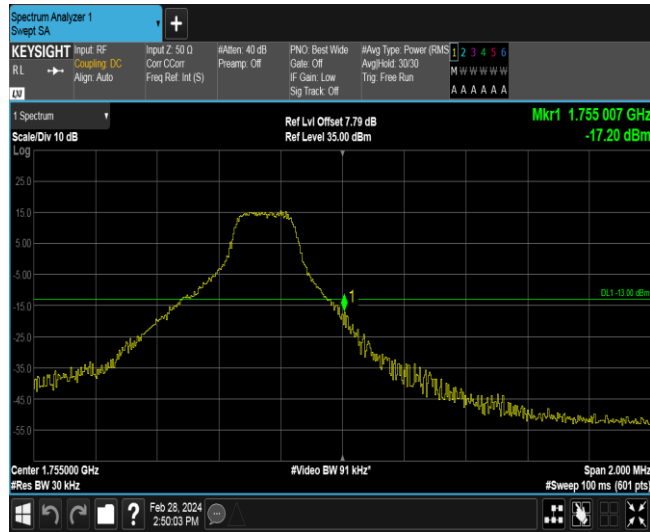 Spectrum Analyzer 1
Swept SA
+
KEYSIGHT
RL
LXI
Input: RF
Coupling: DC
Align: Auto
Input Z: 50 Ω
Corr CCorr
Freq Ref: Int (S)
#Atten: 40 dB
Preamp: Off
PNO: Best Wide
Gate: Off
IF Gain: Low
Sig Track: Off
#Avg Type: Power (RMS
Avg|Hold: 30/30
Trig: Free Run
1 2 3 4 5 6
M W W W W W
A A A A A A
1 Spectrum
Scale/Div 10 dB
Log
Ref Lvl Offset 7.79 dB
Ref Level 35.00 dBm
Mkr1 1.755 007 GHz
-17.20 dBm
25.0
15.0
5.00
-5.00
-15.0
-25.0
-35.0
-45.0
-55.0
1
DL1 -13.00 dBm
Center 1.755000 GHz
#Res BW 30 kHz
#Video BW 91 kHz*
Span 2.000 MHz
#Sweep 100 ms (601 pts)
?
Feb 28, 2024
2:50:03 PM